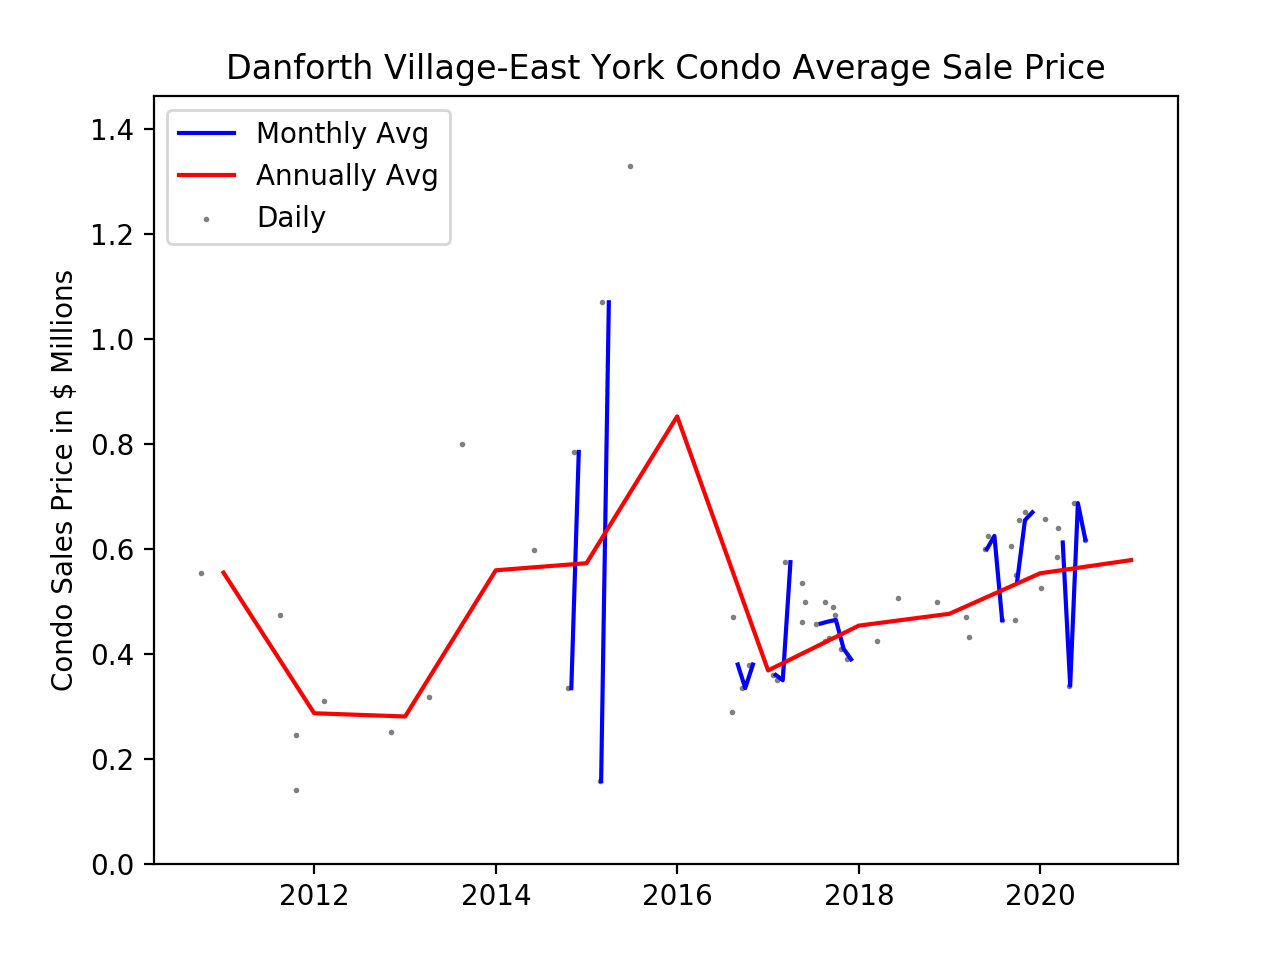 Danforth Village-East York Condo Average Sale Price
Monthly Avg
Annually Avg
Daily
Condo Sales Price in $ Millions
1.4
1.2
1.0
0.8
0.6
0.4
0.2
0.0
2012 2014 2016 2018 2020